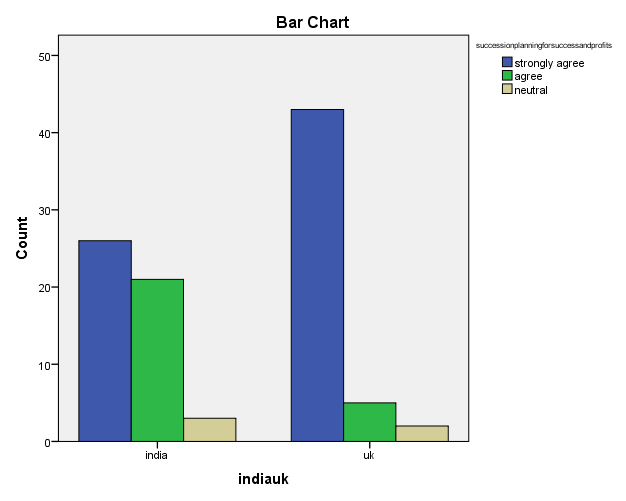 Bar Chart
successionplanningforsuccessandprofits
strongly agree
agree
neutral
50
40
30
20
10
0
Count
india
uk
indiauk